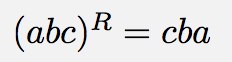 (abc)^R = cba